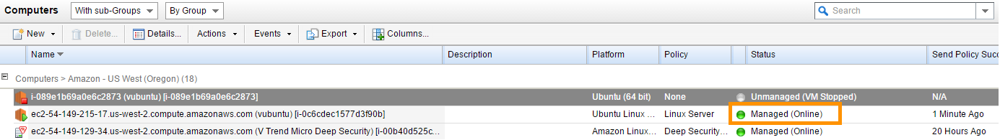 Computers With sub-Groups By Group Search
New Delete... Details... Actions Events Export Columns...
Name Description Platform Policy Status Send Policy Succ
Computers > Amazon - US West (Oregon) (18)
i-089e1b69a0e6c2873 (vubuntu) [i-089e1b69a0e6c2873] Ubuntu (64 bit) None Unmanaged (VM Stopped) N/A
ec2-54-149-215-17.us-west-2.compute.amazonaws.com (vubuntu) [i-0c6cdec1577d3f90b] Ubuntu Linux ... Linux Server Managed (Online) 1 Minute Ago
ec2-54-149-129-34.us-west-2.compute.amazonaws.com (V Trend Micro Deep Security) [i-00b40d525c... Amazon Linux... Deep Security... Managed (Online) 20 Hours Ago